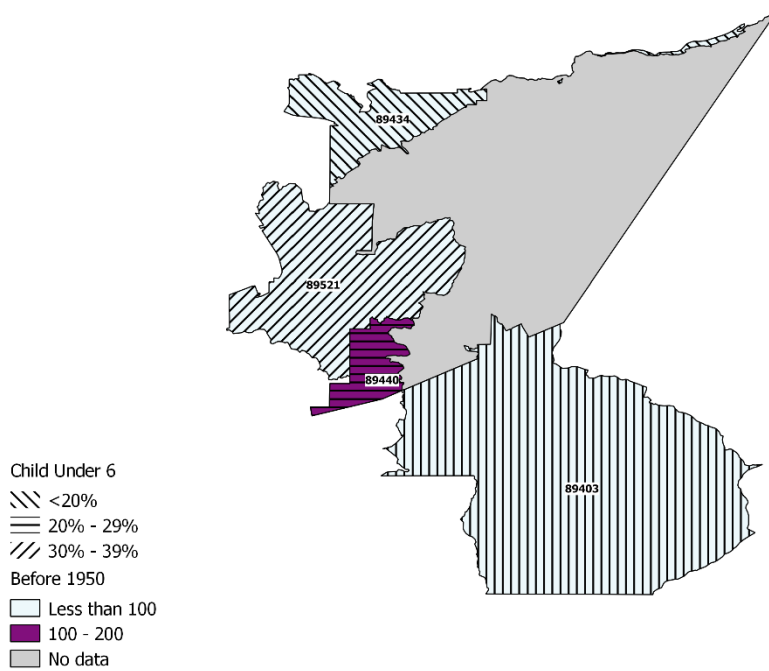 89434
89521
89440
89403
Child Under 6
<20%
20% - 29%
30% - 39%
Before 1950
Less than 100
100 - 200
No data